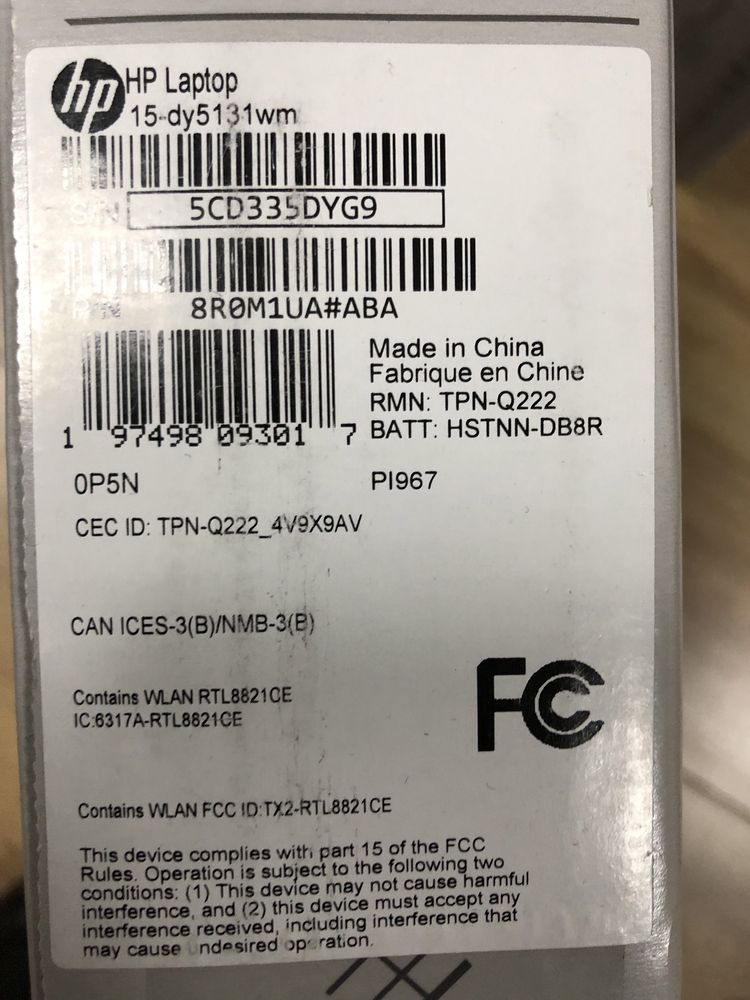 hp
HP Laptop
15-dy5131wm
S/N
5CD335DYG9
P/N
8R0M1UA#ABA
1 97498 09301 7
Made in China
Fabrique en Chine
RMN: TPN-Q222
BATT: HSTNN-DB8R
0P5N
PI967
CEC ID: TPN-Q222_4V9X9AV
CAN ICES-3(B)/NMB-3(B)
Contains WLAN RTL8821CE
IC:6317A-RTL8821CE
FC
Contains WLAN FCC ID:TX2-RTL8821CE
This device complies with part 15 of the FCC
Rules. Operation is subject to the following two
conditions: (1) This device may not cause harmful
interference, and (2) this device must accept any
interference received, including interference that
may cause undesired operation.